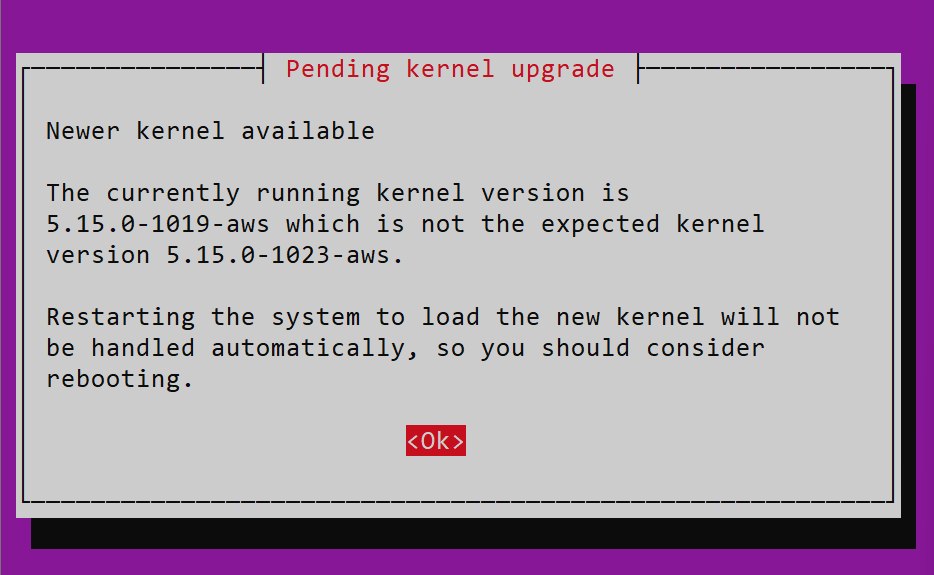 Pending kernel upgrade
Newer kernel available
The currently running kernel version is
5.15.0-1019-aws which is not the expected kernel
version 5.15.0-1023-aws.
Restarting the system to load the new kernel will not
be handled automatically, so you should consider
rebooting.
<Ok>